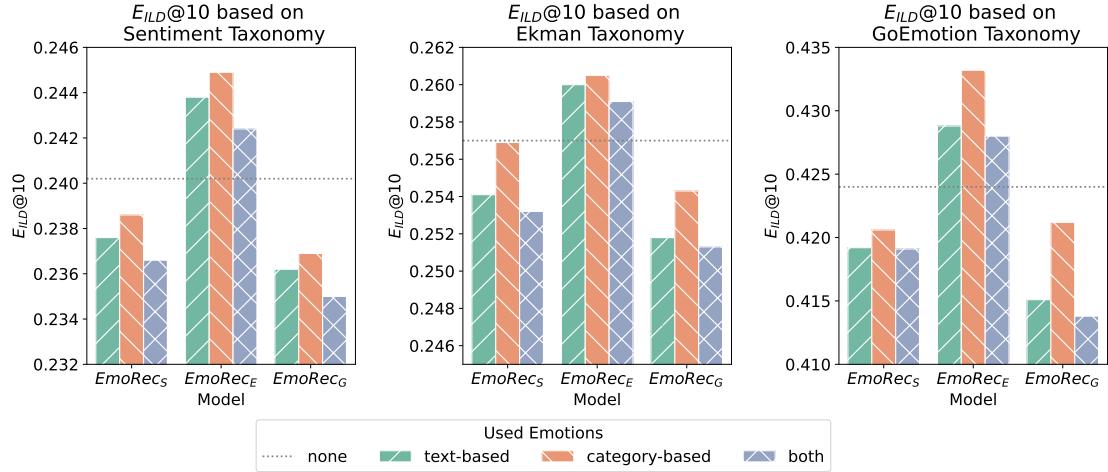 E_ILD@10 based on
Sentiment Taxonomy
0.246
0.244
0.242
0.240
0.238
0.236
0.234
0.232
E_ILD@10
EmoRec_S
EmoRec_E
EmoRec_G
Model
E_ILD@10 based on
Ekman Taxonomy
0.262
0.260
0.258
0.256
0.254
0.252
0.250
0.248
0.246
E_ILD@10
EmoRec_S
EmoRec_E
EmoRec_G
Model
E_ILD@10 based on
GoEmotion Taxonomy
0.435
0.430
0.425
0.420
0.415
0.410
E_ILD@10
EmoRec_S
EmoRec_E
EmoRec_G
Model
Used Emotions
none text-based category-based both